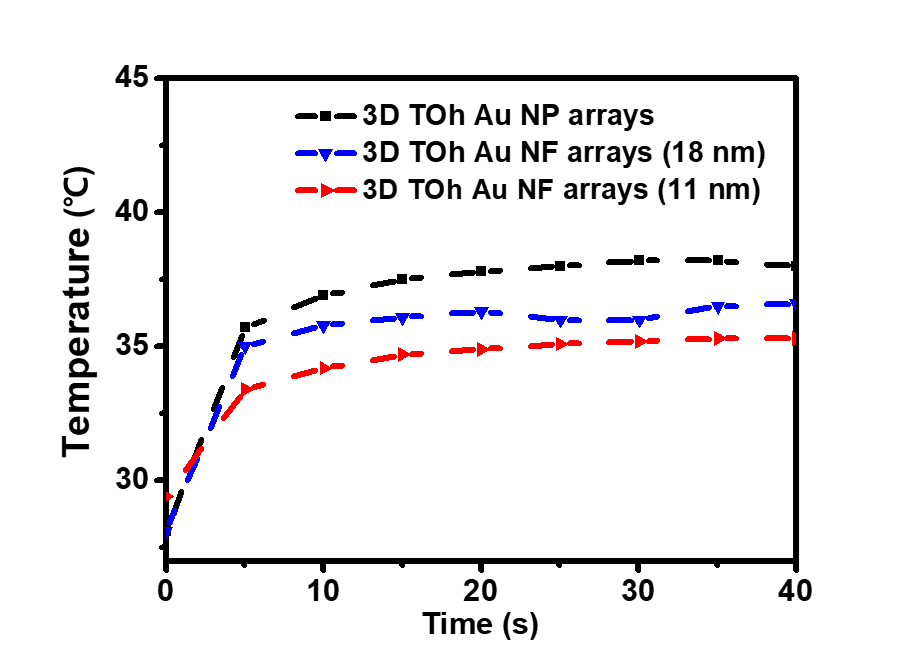 45
40
35
30
Temperature (℃)
3D TOh Au NP arrays
3D TOh Au NF arrays (18 nm)
3D TOh Au NF arrays (11 nm)
0 10 20 30 40
Time (s)